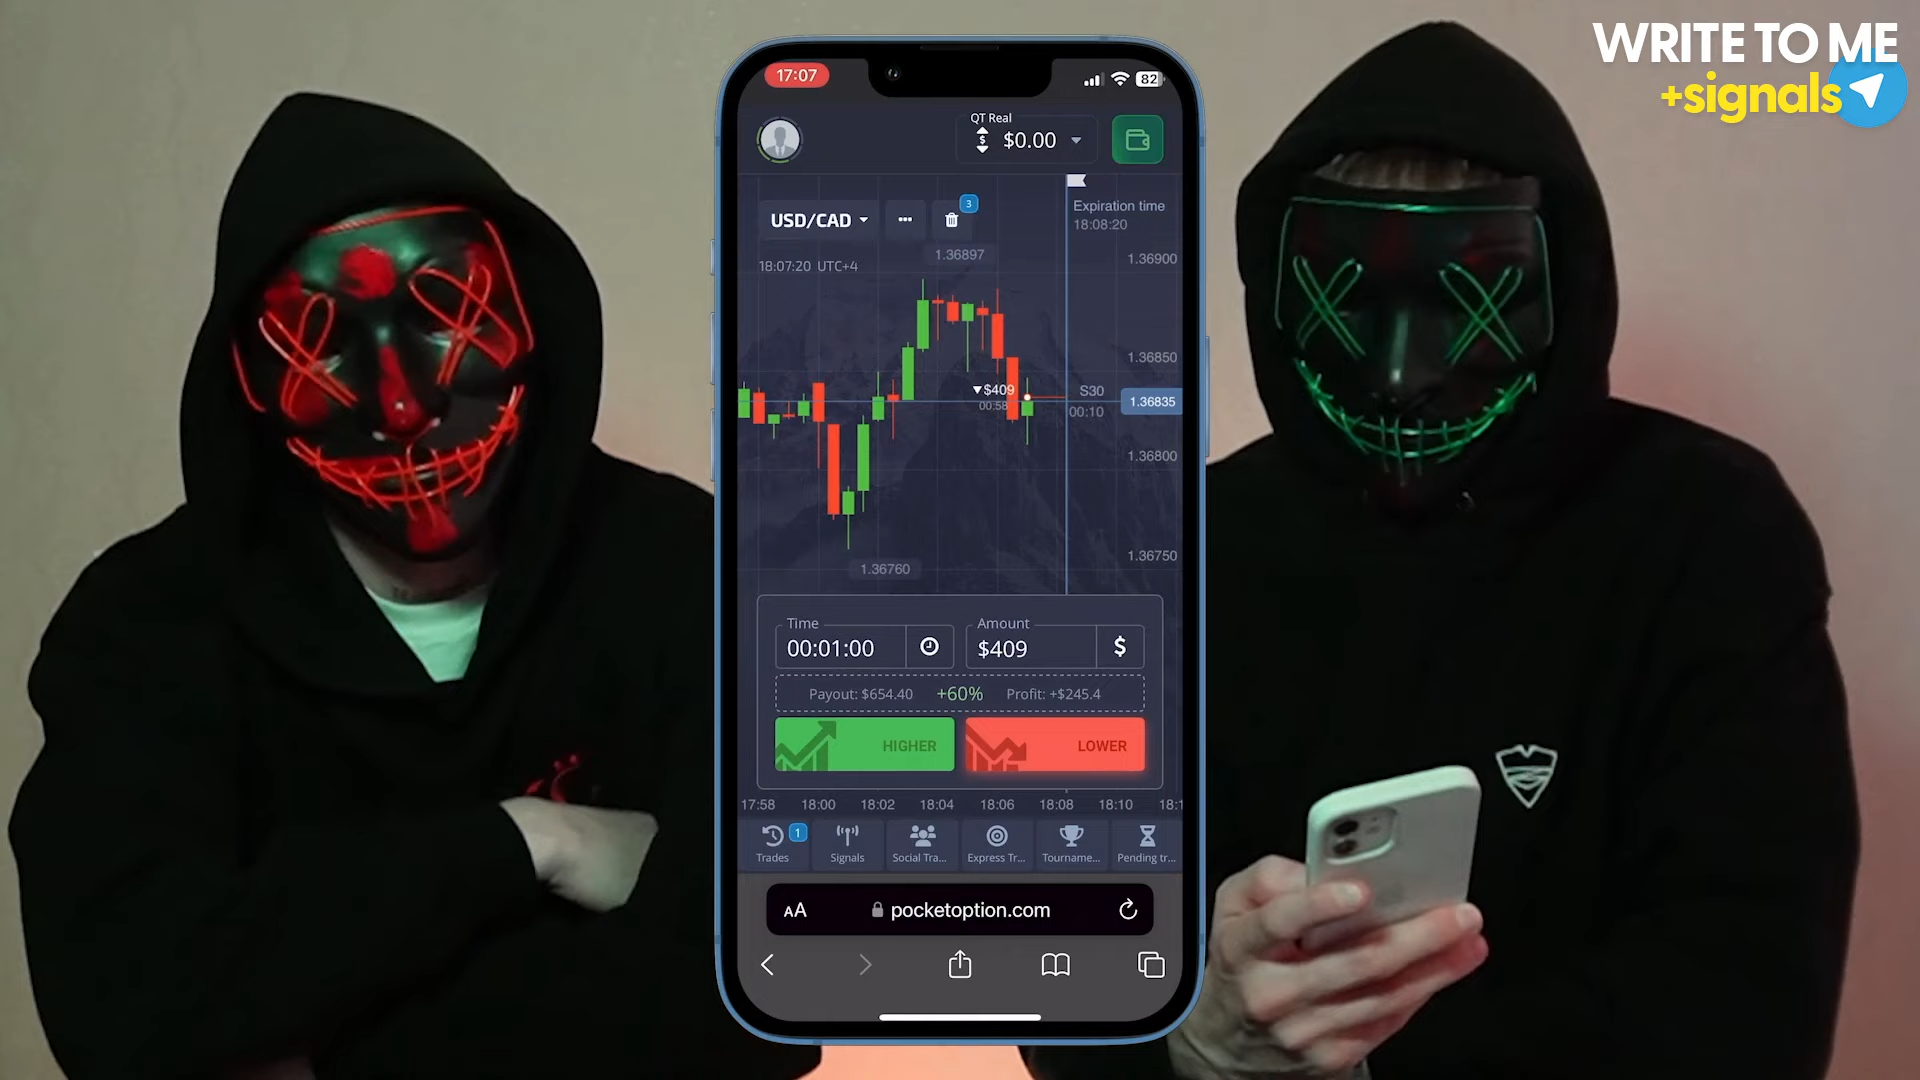 WRITE TO ME
+signals
17:07
82
QT Real
$0.00
USD/CAD
3
Expiration time
18:08:20
18:07:20 UTC+4
1.36897
1.36900
1.36850
$409
00:58
S30
00:10
1.36835
1.36800
1.36750
1.36760
Time
00:01:00
Amount
$409
$
Payout: $654.40 +60% Profit: +$245.4
HIGHER
LOWER
17:58 18:00 18:02 18:04 18:06 18:08 18:10 18:1
1
Trades
Signals
Social Tra...
Express Tr...
Tourname...
Pending tr...
AA
pocketoption.com